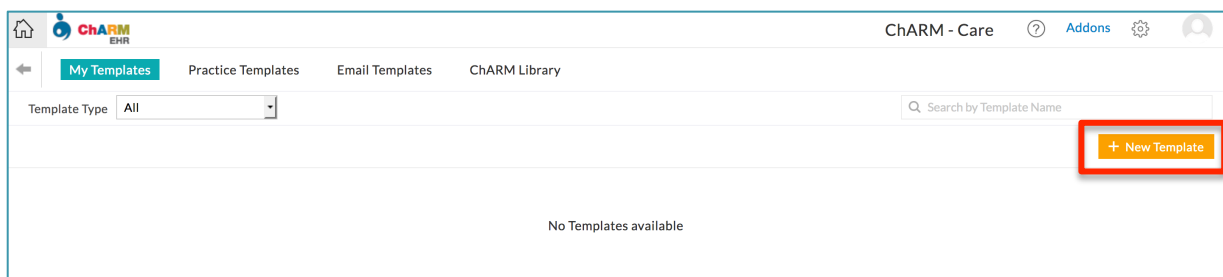 ChARM EHR
ChARM - Care ? Addons
My Templates Practice Templates Email Templates ChARM Library
Template Type All Search by Template Name
+ New Template
No Templates available